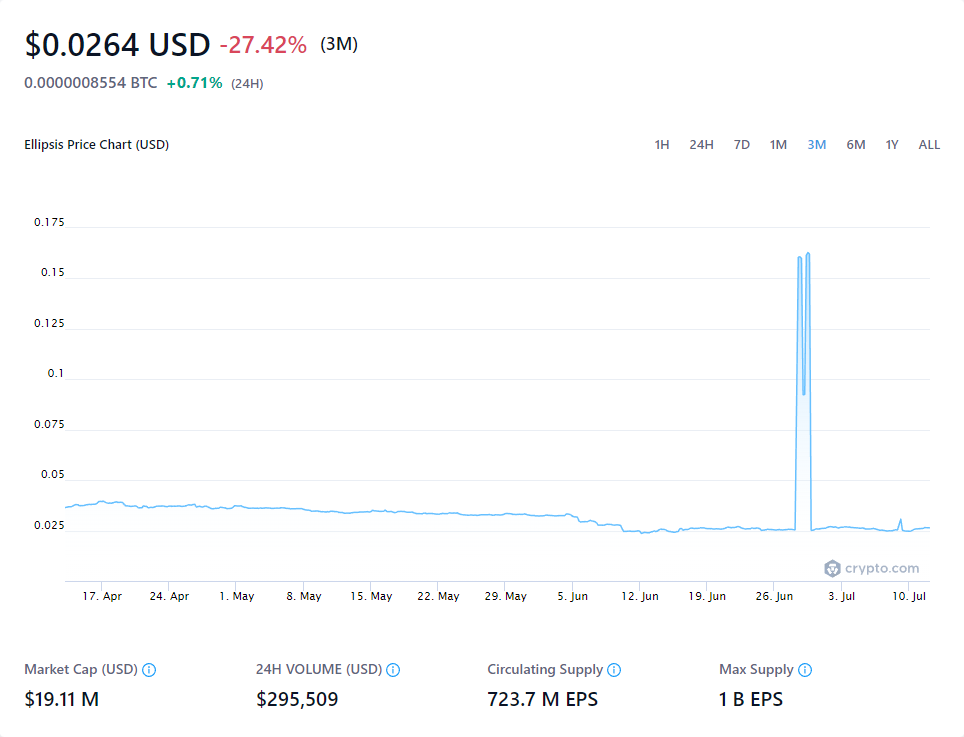 $0.0264 USD -27.42% (3M)
0.0000008554 BTC +0.71% (24H)
Ellipsis Price Chart (USD) 1H 24H 7D 1M 3M 6M 1Y ALL
0.175
0.15
0.125
0.1
0.075
0.05
0.025
crypto.com
17. Apr 24. Apr 1. May 8. May 15. May 22. May 29. May 5. Jun 12. Jun 19. Jun 26. Jun 3. Jul 10. Jul
Market Cap (USD) 24H VOLUME (USD) Circulating Supply Max Supply
$19.11 M $295,509 723.7 M EPS 1 B EPS